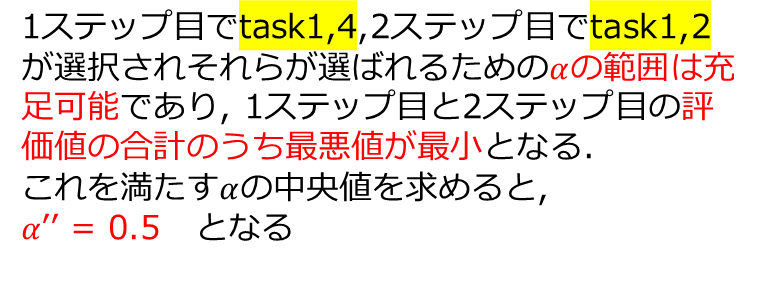 1ステップ目でtask1,4,2ステップ目でtask1,2
が選択されそれらが選ばれるための𝛼の範囲は充
足可能であり, 1ステップ目と2ステップ目の評
価値の合計のうち最悪値が最小となる.
これを満たす𝛼の中央値を求めると,
𝛼′′ = 0.5 となる